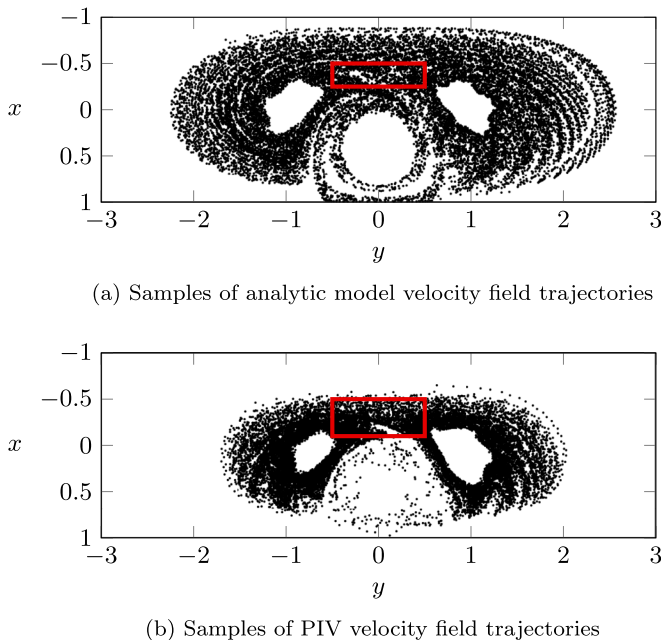 −1
−0.5
x 0
0.5
1
−3 −2 −1 0 1 2 3
y
(a) Samples of analytic model velocity field trajectories
−1
−0.5
x 0
0.5
1
−3 −2 −1 0 1 2 3
y
(b) Samples of PIV velocity field trajectories